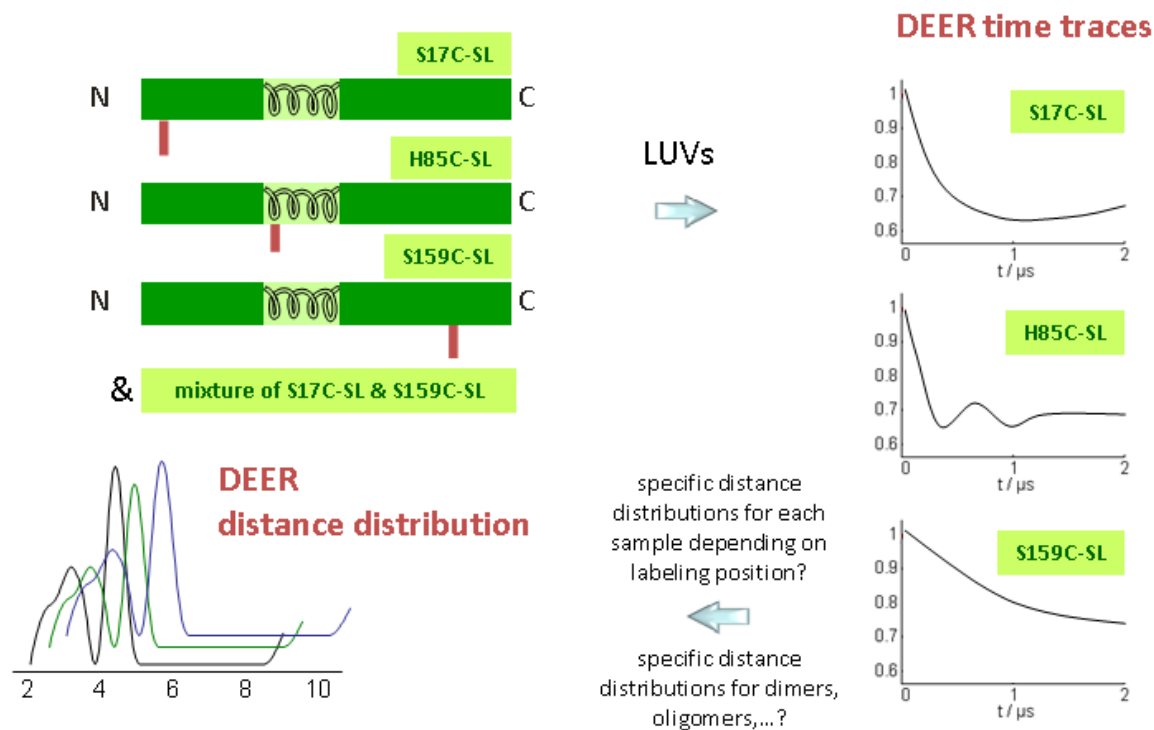 DEER time traces
S17C-SL
N
C
H85C-SL
N
S159C-SL
N
C
& mixture of S17C-SL & S159C-SL
LUVs
1
0.9
0.8
0.7
0.6
S17C-SL
0 1 2
t / µs
1
0.9
0.8
0.7
0.6
H85C-SL
0 1 2
t / µs
1
0.9
0.8
0.7
0.6
S159C-SL
0 1 2
t / µs
specific distance
distributions for each
sample depending on
labeling position?
specific distance
distributions for dimers,
oligomers,...?
DEER
distance distribution
2 4 6 8 10